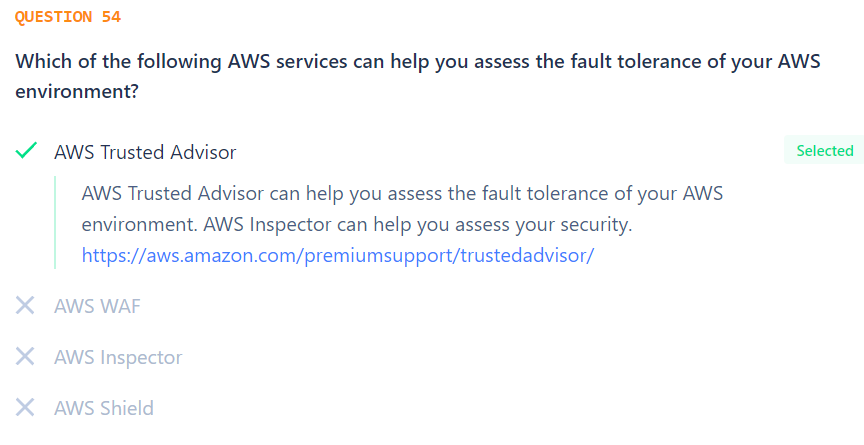 QUESTION 54
Which of the following AWS services can help you assess the fault tolerance of your AWS
environment?
AWS Trusted Advisor
Selected
AWS Trusted Advisor can help you assess the fault tolerance of your AWS
environment. AWS Inspector can help you assess your security.
https://aws.amazon.com/premiumsupport/trustedadvisor/
AWS WAF
AWS Inspector
AWS Shield